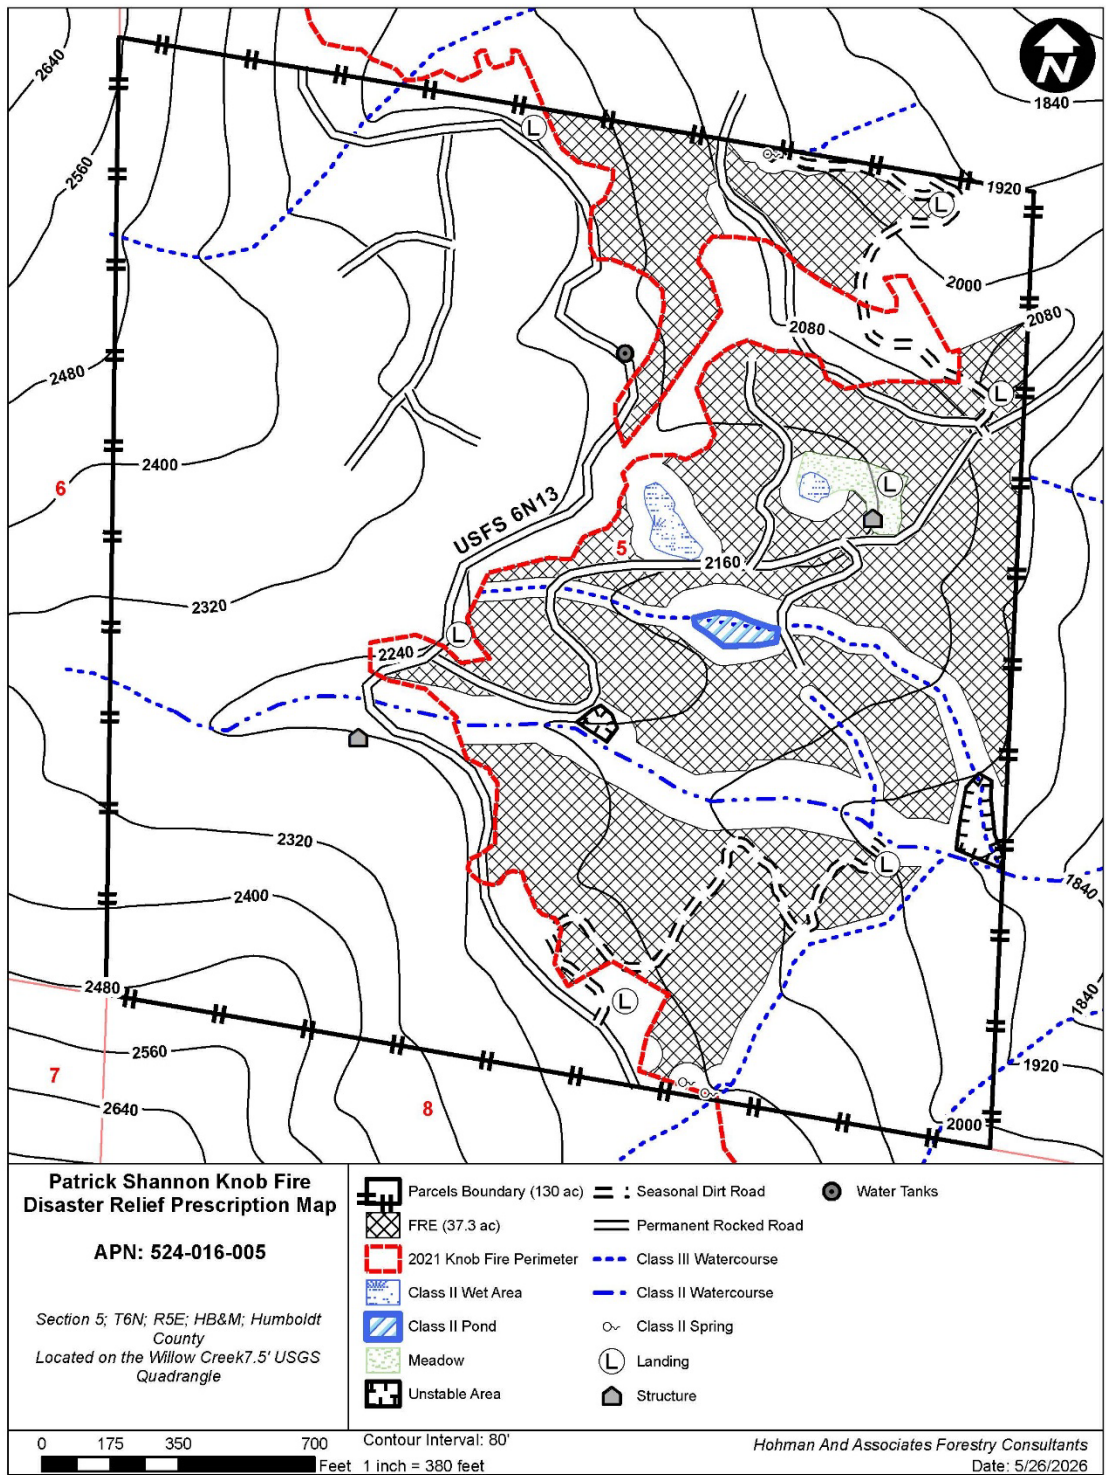 N
2640
1840
2560
1920
2000
2080
2080
2480
2400
6
USFS 6N13
5
2160
2320
2240
2320
1840
2400
2480
1840
2560
1920
7
8
2640
2000
L
L
L
L
L
L
L
Patrick Shannon Knob Fire
Disaster Relief Prescription Map
APN: 524-016-005
Section 5; T6N; R5E; HB&M; Humboldt
County
Located on the Willow Creek7.5' USGS
Quadrangle
Parcels Boundary (130 ac)
FRE (37.3 ac)
2021 Knob Fire Perimeter
Class II Wet Area
Class II Pond
Meadow
Unstable Area
Seasonal Dirt Road
Permanent Rocked Road
Class III Watercourse
Class II Watercourse
Class II Spring
L Landing
Structure
Water Tanks
0 175 350 700
Feet
Contour Interval: 80'
1 inch = 380 feet
Hohman And Associates Forestry Consultants
Date: 5/26/2026